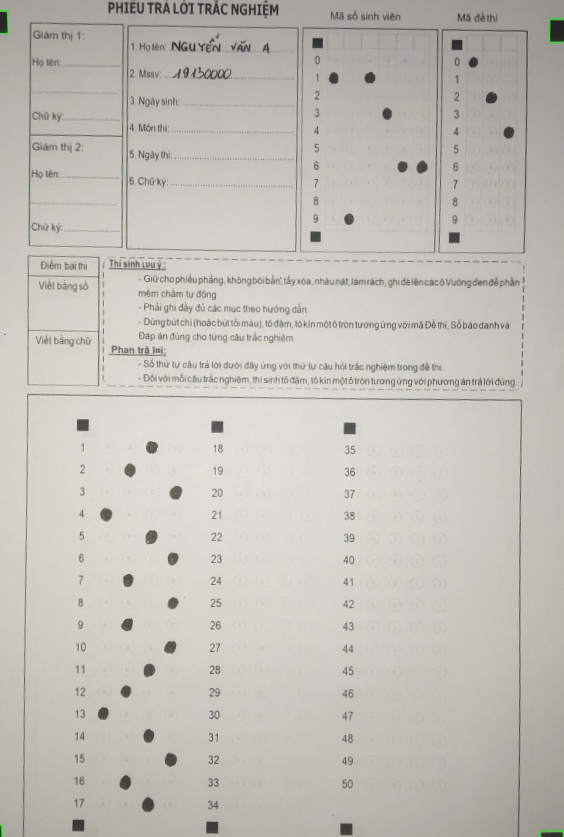 PHIẾU TRẢ LỜI TRẮC NGHIỆM
Giám thị 1:
Họ tên:
Chữ ký:
Giám thị 2:
Họ tên:
Chữ ký:
1. Họ tên: NGUYỄN VĂN A
2. Mssv: 19130000
3. Ngày sinh:
4. Môn thi:
5. Ngày thi:
6. Chữ ký:
Mã số sinh viên
0
1
2
3
4
5
6
7
8
9
Mã đề thi
0
1
2
3
4
5
6
7
8
9
Điểm bài thi
Viết bằng số
Viết bằng chữ
Thí sinh lưu ý:
- Giữ cho phiếu phẳng, không bôi bẩn, tẩy xóa, nhàu nát, làm rách, ghi đè lên các ô Vuông đen để phần
mềm chấm tự động
- Phải ghi đầy đủ các mục theo hướng dẫn.
- Dùng bút chì (hoặc bút tối màu), tô đậm, tô kín một ô tròn tương ứng với mã Đề thi, Số báo danh và
Đáp án đúng cho từng câu trắc nghiệm.
Phần trả lời:
- Số thứ tự câu trả lời dưới đây ứng với thứ tự câu hỏi trắc nghiệm trong đề thi.
- Đối với mỗi câu trắc nghiệm, thí sinh tô đậm, tô kín một ô tròn tương ứng với phương án trả lời đúng.
1
2
3
4
5
6
7
8
9
10
11
12
13
14
15
16
17
18
19
20
21
22
23
24
25
26
27
28
29
30
31
32
33
34
35
36
37
38
39
40
41
42
43
44
45
46
47
48
49
50